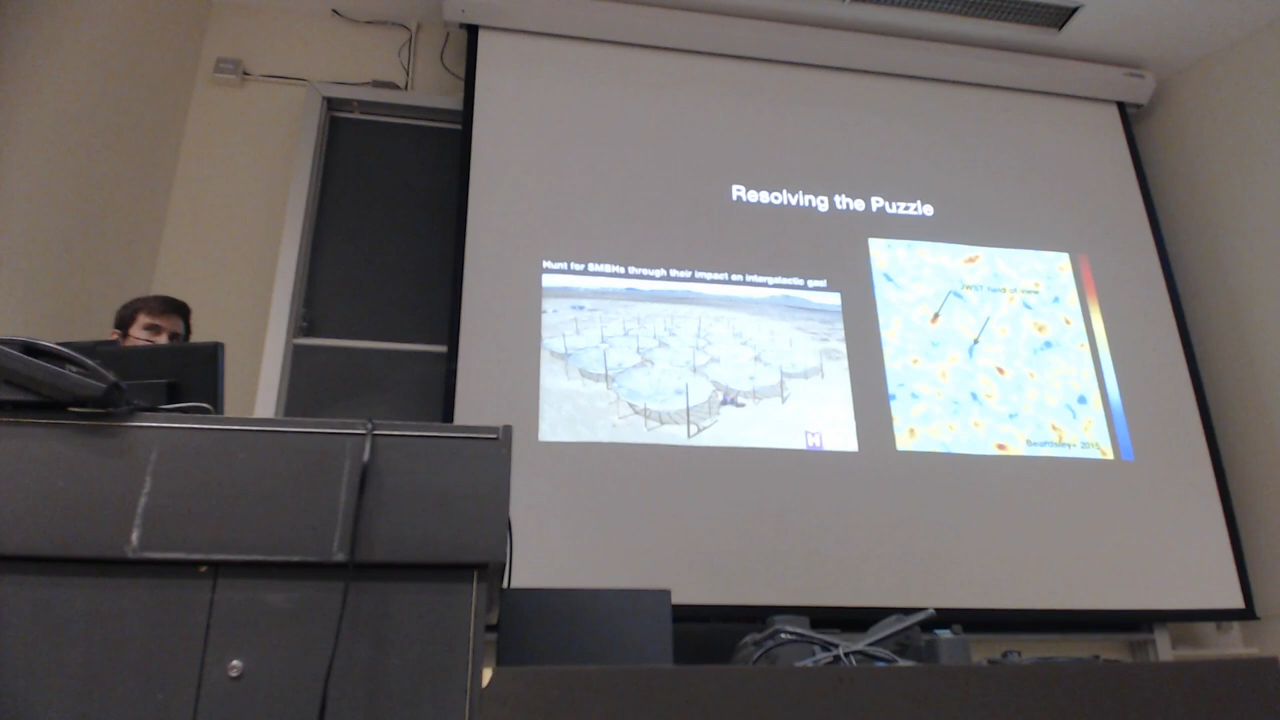 Resolving the Puzzle
Hunt for SMBHs through their impact on intergalactic gas!
JWST field of view
Beardsley+ 2015
M